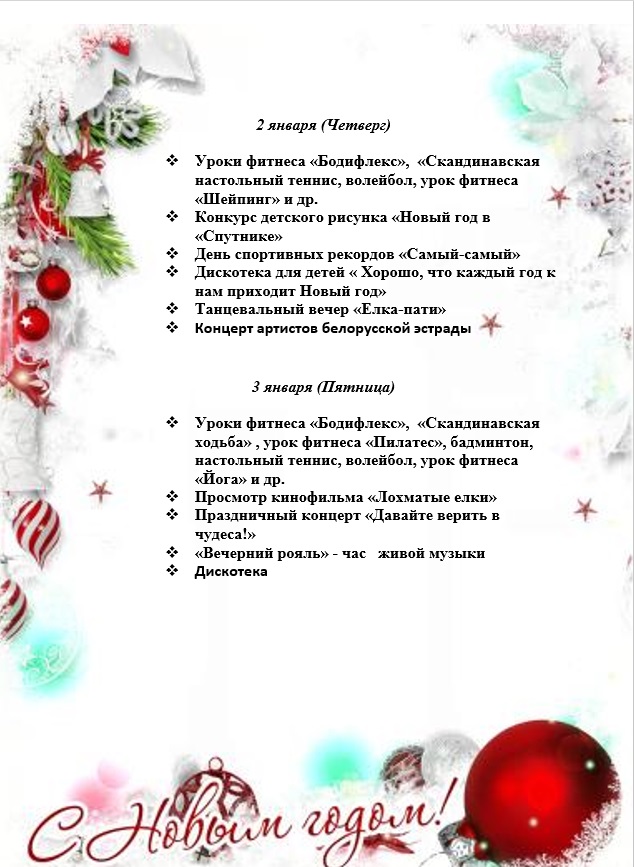 2 января (Четверг)
❖ Уроки фитнеса «Бодифлекс», «Скандинавская
настольный теннис, волейбол, урок фитнеса
«Шейпинг» и др.
❖ Конкурс детского рисунка «Новый год в
«Спутнике»
❖ День спортивных рекордов «Самый-самый»
❖ Дискотека для детей « Хорошо, что каждый год к
нам приходит Новый год»
❖ Танцевальный вечер «Елка-пати»
❖ Концерт артистов белорусской эстрады
3 января (Пятница)
❖ Уроки фитнеса «Бодифлекс», «Скандинавская
ходьба» , урок фитнеса «Пилатес», бадминтон,
настольный теннис, волейбол, урок фитнеса
«Йога» и др.
❖ Просмотр кинофильма «Лохматые елки»
❖ Праздничный концерт «Давайте верить в
чудеса!»
❖ «Вечерний рояль» - час живой музыки
❖ Дискотека
С Новым годом!